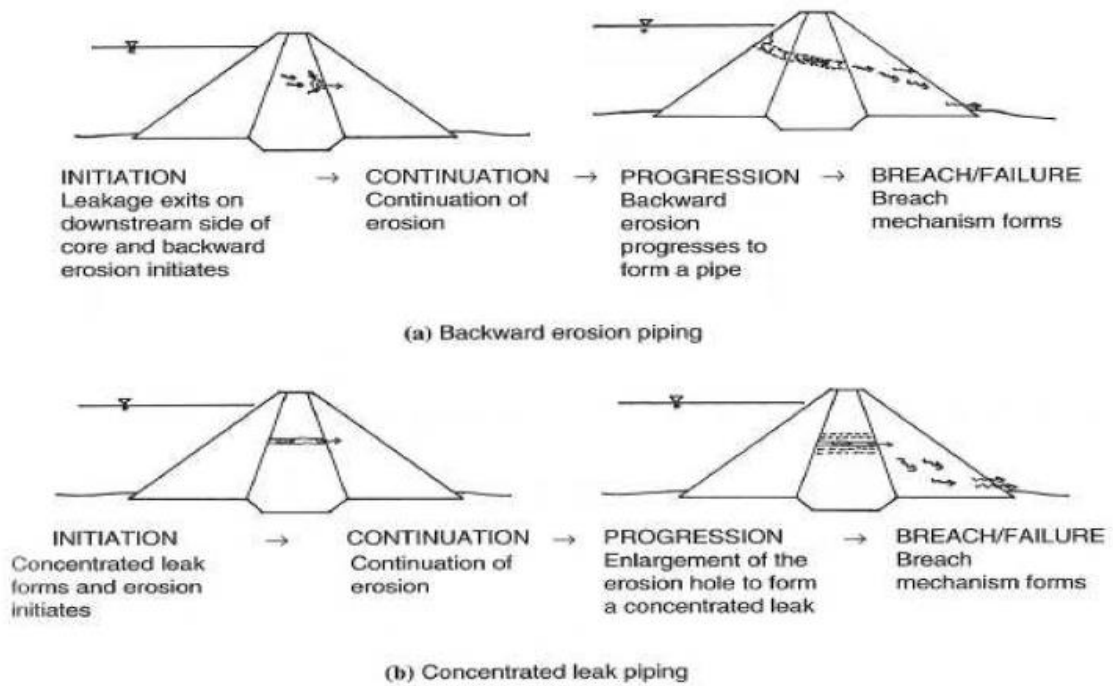 INITIATION → CONTINUATION → PROGRESSION → BREACH/FAILURE
Leakage exits on
downstream side of
core and backward
erosion initiates
Continuation of
erosion
Backward
erosion
progresses to
form a pipe
Breach
mechanism forms
(a) Backward erosion piping
INITIATION → CONTINUATION → PROGRESSION → BREACH/FAILURE
Concentrated leak
forms and erosion
initiates
Continuation of
erosion
Enlargement of the
erosion hole to form
a concentrated leak
Breach
mechanism forms
(b) Concentrated leak piping